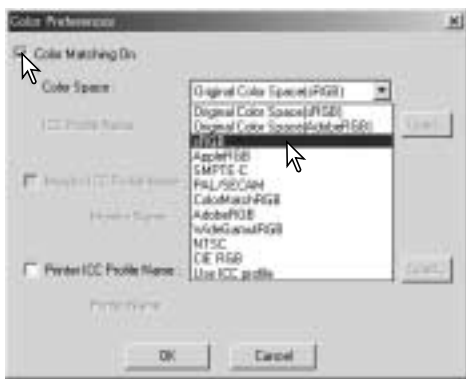 Color Preferences
Color Matching On
Color Space :
Original Color Space(sRGB)
Original Color Space(sRGB)
Original Color Space(AdobeRGB)
sRGB
AppleRGB
SMPTE-C
PAL/SECAM
ColorMatchRGB
AdobeRGB
WideGamutRGB
NTSC
CIE RGB
Use ICC profile
ICC Profile Name
Printer ICC Profile Name :
Printer Name
OK
Cancel